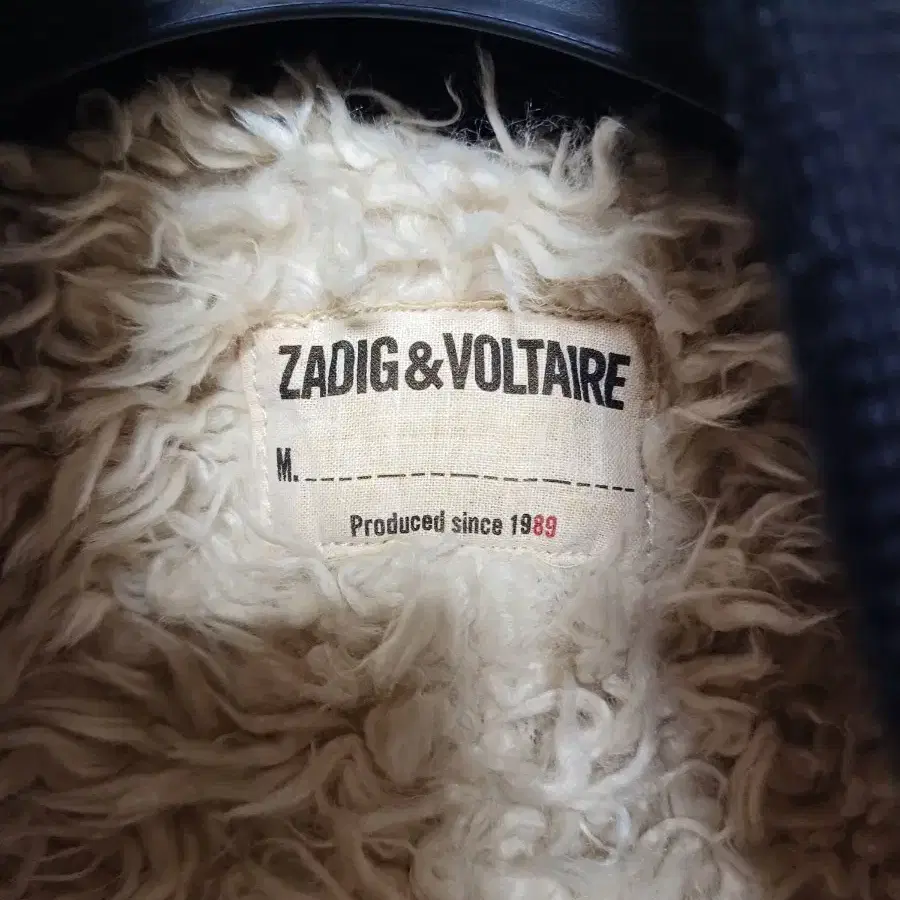 ZADIG&VOLTAIRE
M.
Produced since 1989